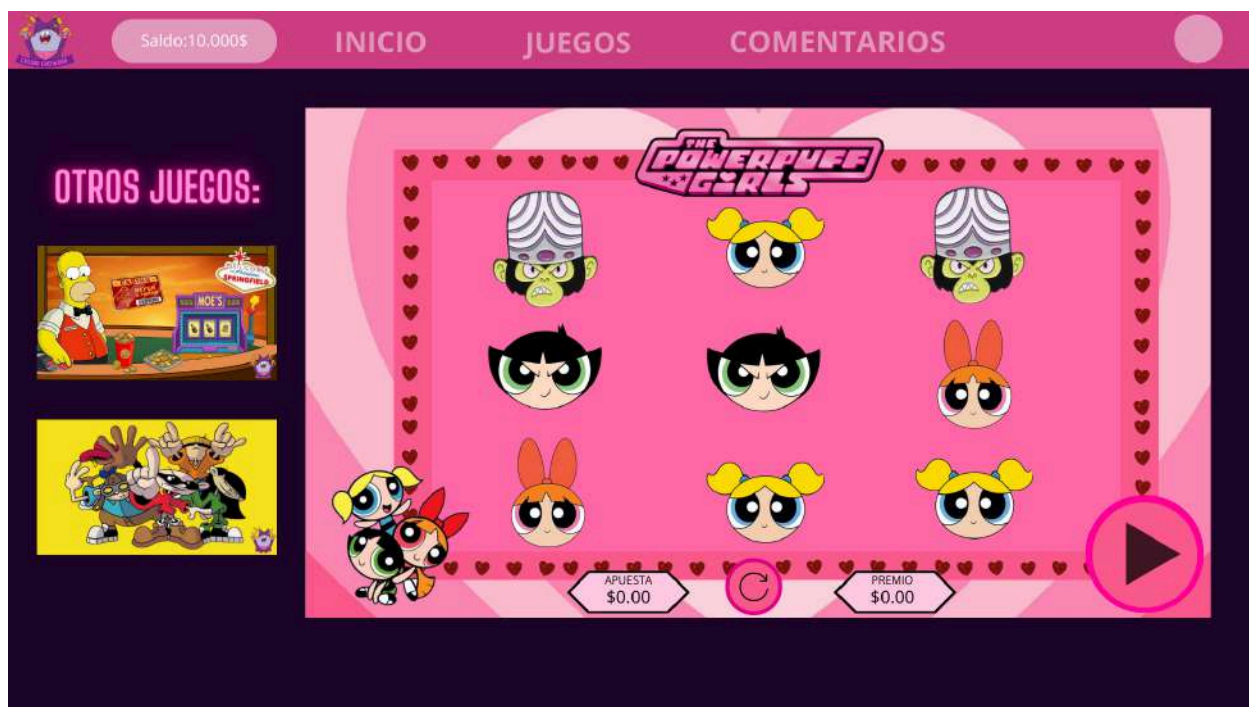 Saldo:10.000$
INICIO
JUEGOS
COMENTARIOS
OTROS JUEGOS:
THE
POWERPUFF
GIRLS
SPRINGFIELD
MOE'S
APUESTA
$0.00
PREMIO
$0.00